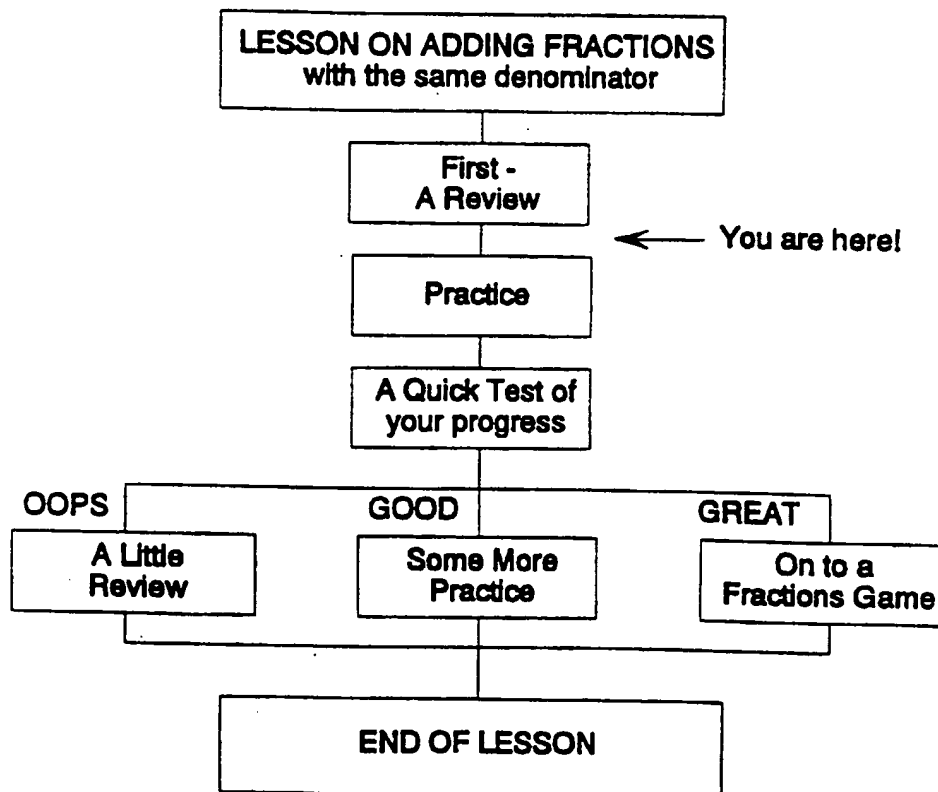 LESSON ON ADDING FRACTIONS
with the same denominator
First -
A Review
You are here!
Practice
A Quick Test of
your progress
OOPS
GOOD
GREAT
A Little
Review
Some More
Practice
On to a
Fractions Game
END OF LESSON